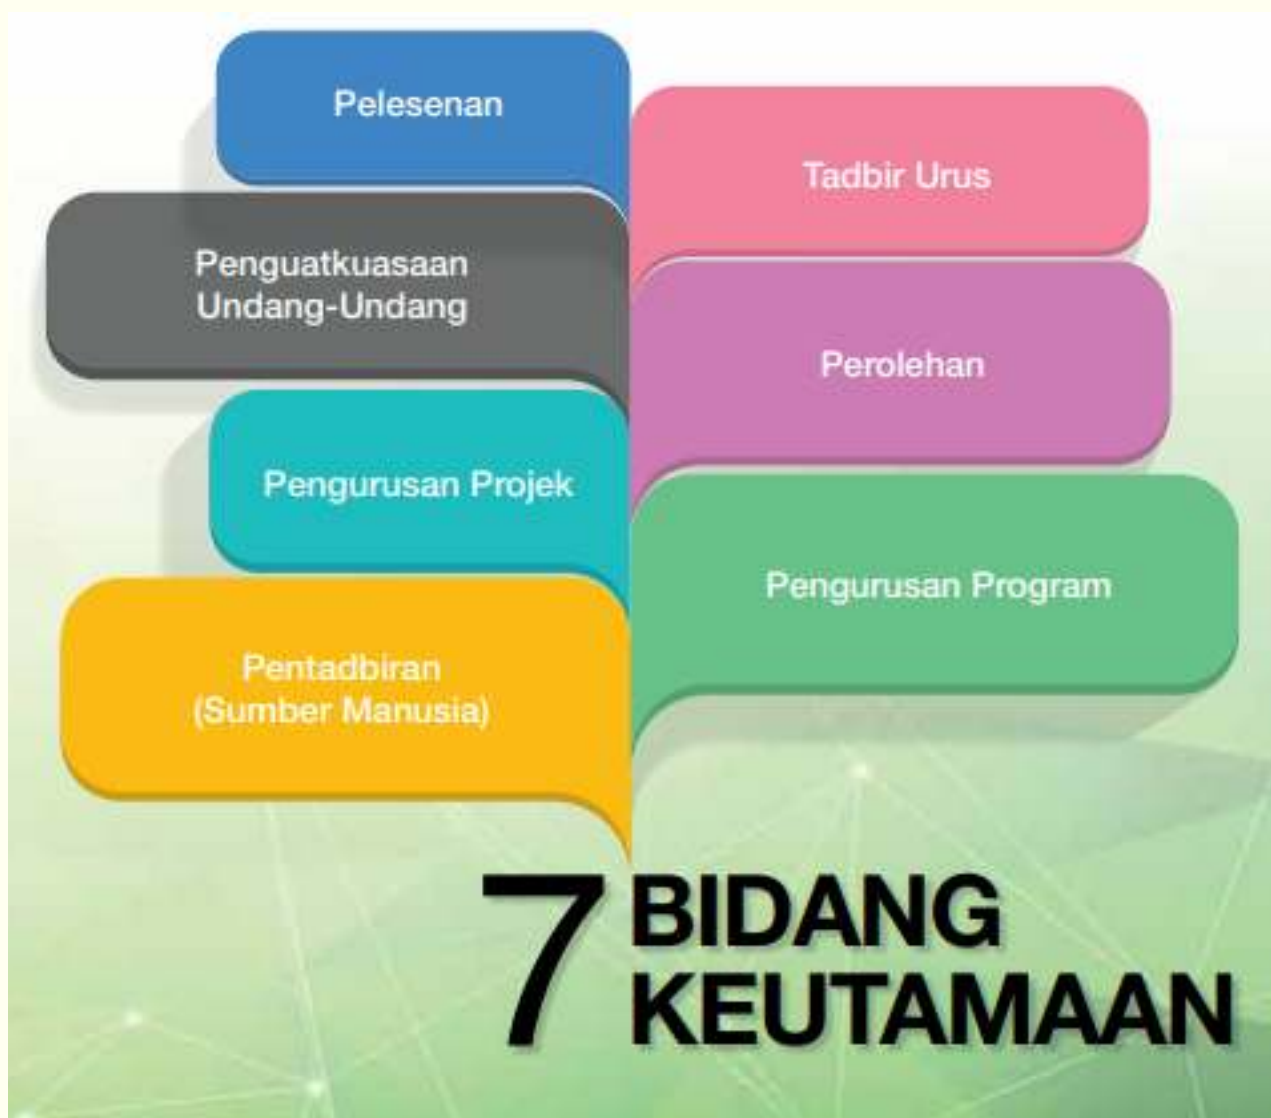 Pelesenan
Tadbir Urus
Penguatkuasaan
Undang-Undang
Perolehan
Pengurusan Projek
Pengurusan Program
Pentadbiran
(Sumber Manusia)
7 BIDANG
KEUTAMAAN